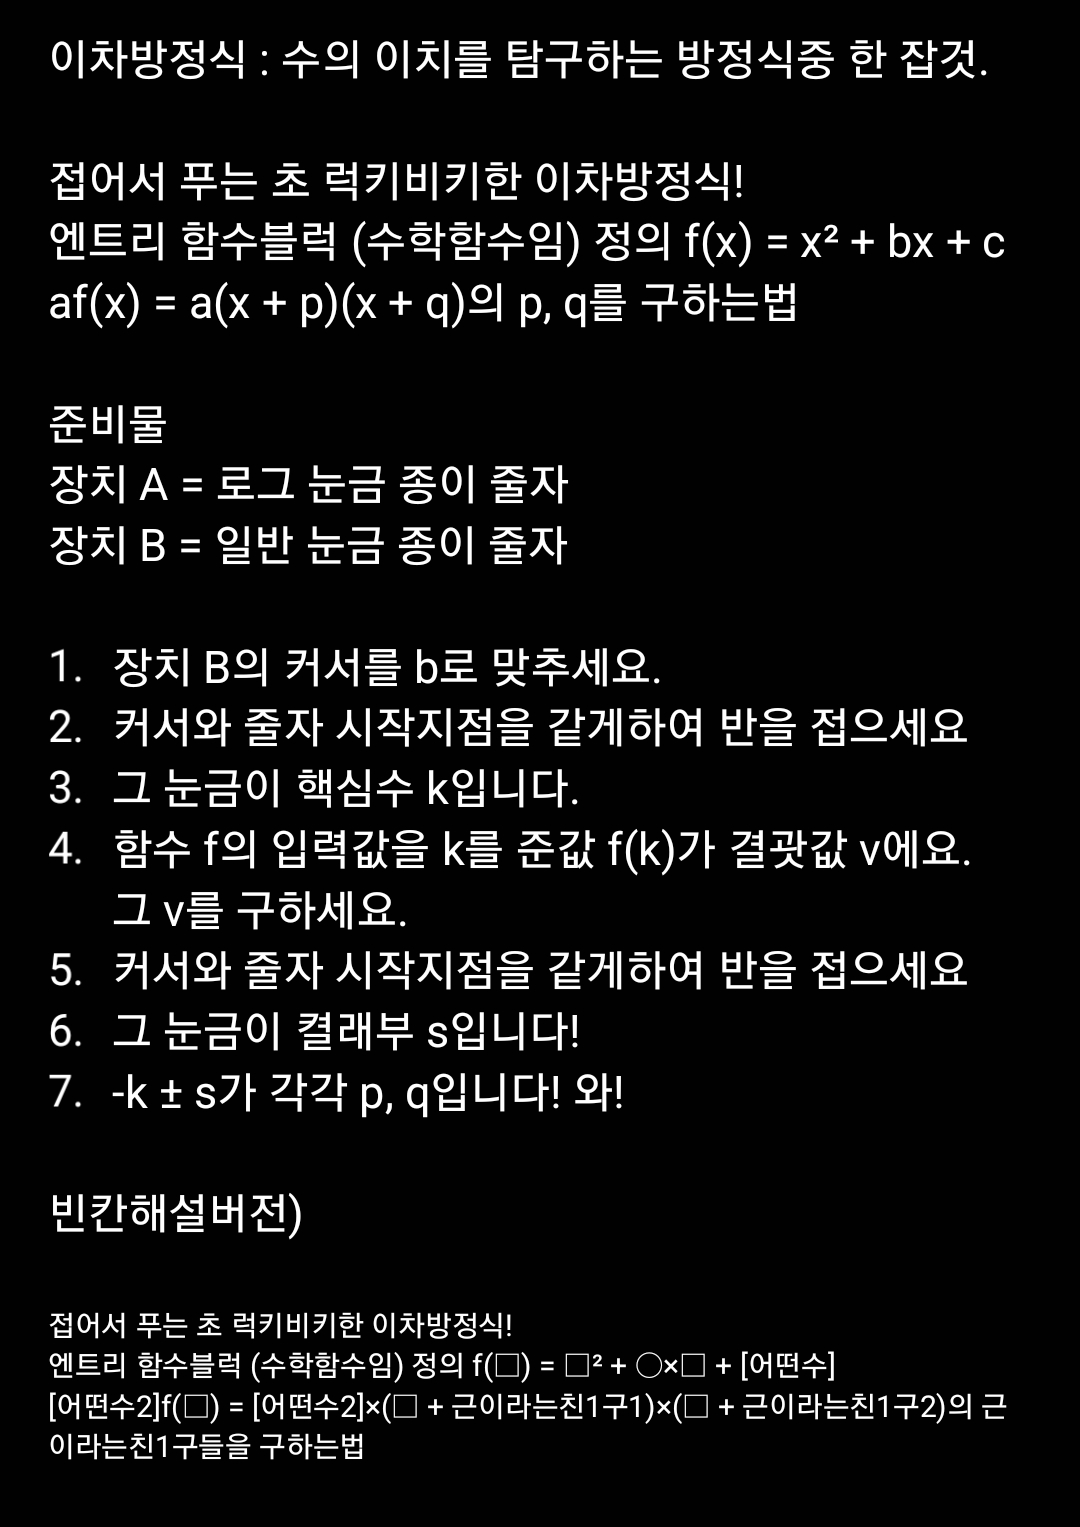 이차방정식 : 수의 이치를 탐구하는 방정식중 한 잡것.
접어서 푸는 초 럭키비키한 이차방정식!
엔트리 함수블럭 (수학함수임) 정의 f(x) = x² + bx + c
af(x) = a(x + p)(x + q)의 p, q를 구하는법
준비물
장치 A = 로그 눈금 종이 줄자
장치 B = 일반 눈금 종이 줄자
1. 장치 B의 커서를 b로 맞추세요.
2. 커서와 줄자 시작지점을 같게하여 반을 접으세요
3. 그 눈금이 핵심수 k입니다.
4. 함수 f의 입력값을 k를 준값 f(k)가 결괏값 v에요.
그 v를 구하세요.
5. 커서와 줄자 시작지점을 같게하여 반을 접으세요
6. 그 눈금이 켤래부 s입니다!
7. -k ± s가 각각 p, q입니다! 와!
빈칸해설버전)
접어서 푸는 초 럭키비키한 이차방정식!
엔트리 함수블럭 (수학함수임) 정의 f(□) = □² + ○×□ + [어떤수]
[어떤수2]f(□) = [어떤수2]×(□ + 근이라는친1구1)×(□ + 근이라는친1구2)의 근
이라는친1구들을 구하는법